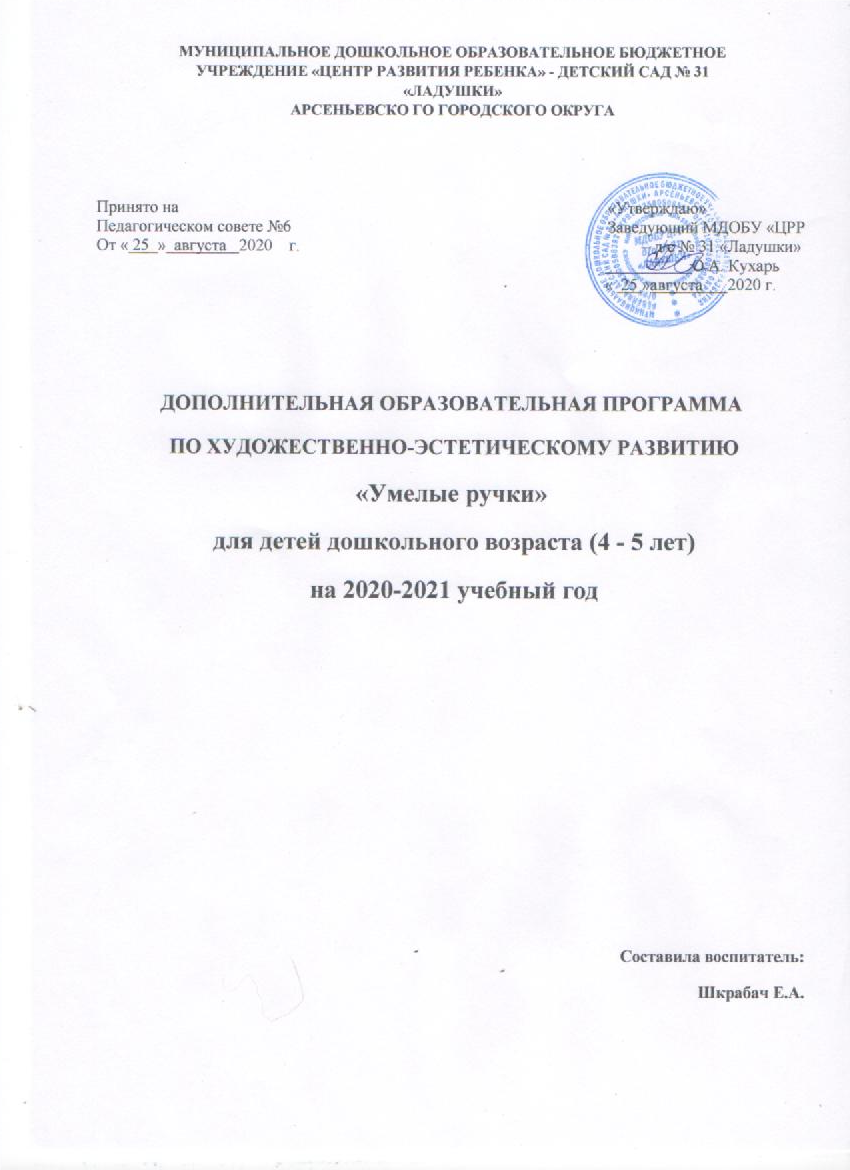 МУНИЦИПАЛЬНОЕ ДОШКОЛЬНОЕ ОБРАЗОВАТЕЛЬНОЕ БЮДЖЕТНОЕ
УЧРЕЖДЕНИЕ «ЦЕНТР РАЗВИТИЯ РЕБЕНКА» - ДЕТСКИЙ САД № 31
«ЛАДУШКИ»
АРСЕНЬЕВСКО ГО ГОРОДСКОГО ОКРУГА
Принято на
Педагогическом совете №6
От « 25 » августа 2020 г.
«Утверждаю»
Заведующий МДОБУ «ЦРР
д/с № 31 «Ладушки»
О.А. Кухарь
« 25 »августа 2020 г.
ДОПОЛНИТЕЛЬНАЯ ОБРАЗОВАТЕЛЬНАЯ ПРОГРАММА
ПО ХУДОЖЕСТВЕННО-ЭСТЕТИЧЕСКОМУ РАЗВИТИЮ
«Умелые ручки»
для детей дошкольного возраста (4 - 5 лет)
на 2020-2021 учебный год
Составила воспитатель:
Шкрабач Е.А.